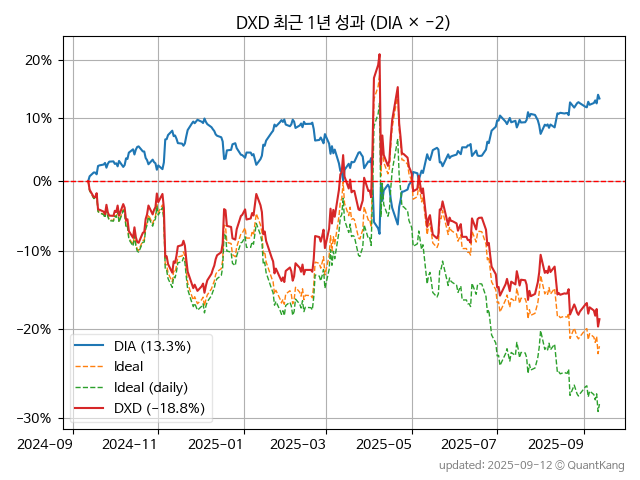 DXD 최근 1년 성과 (DIA × −2)
20%
10%
0%
−10%
−20%
−30%
DIA (13.3%)
Ideal
Ideal (daily)
DXD (−18.8%)
2024-09 2024-11 2025-01 2025-03 2025-05 2025-07 2025-09
updated: 2025-09-12 ⓒ QuantKang